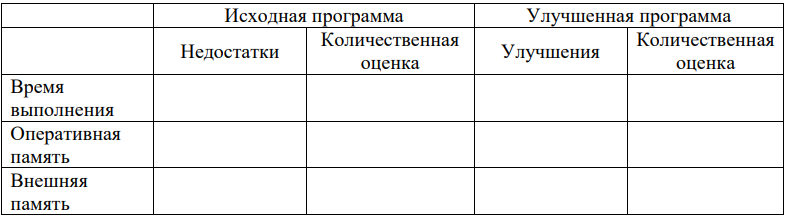 Исходная программа Улучшенная программа
Недостатки Количественная оценка Улучшения Количественная оценка
Время
выполнения
Оперативная
память
Внешняя
память